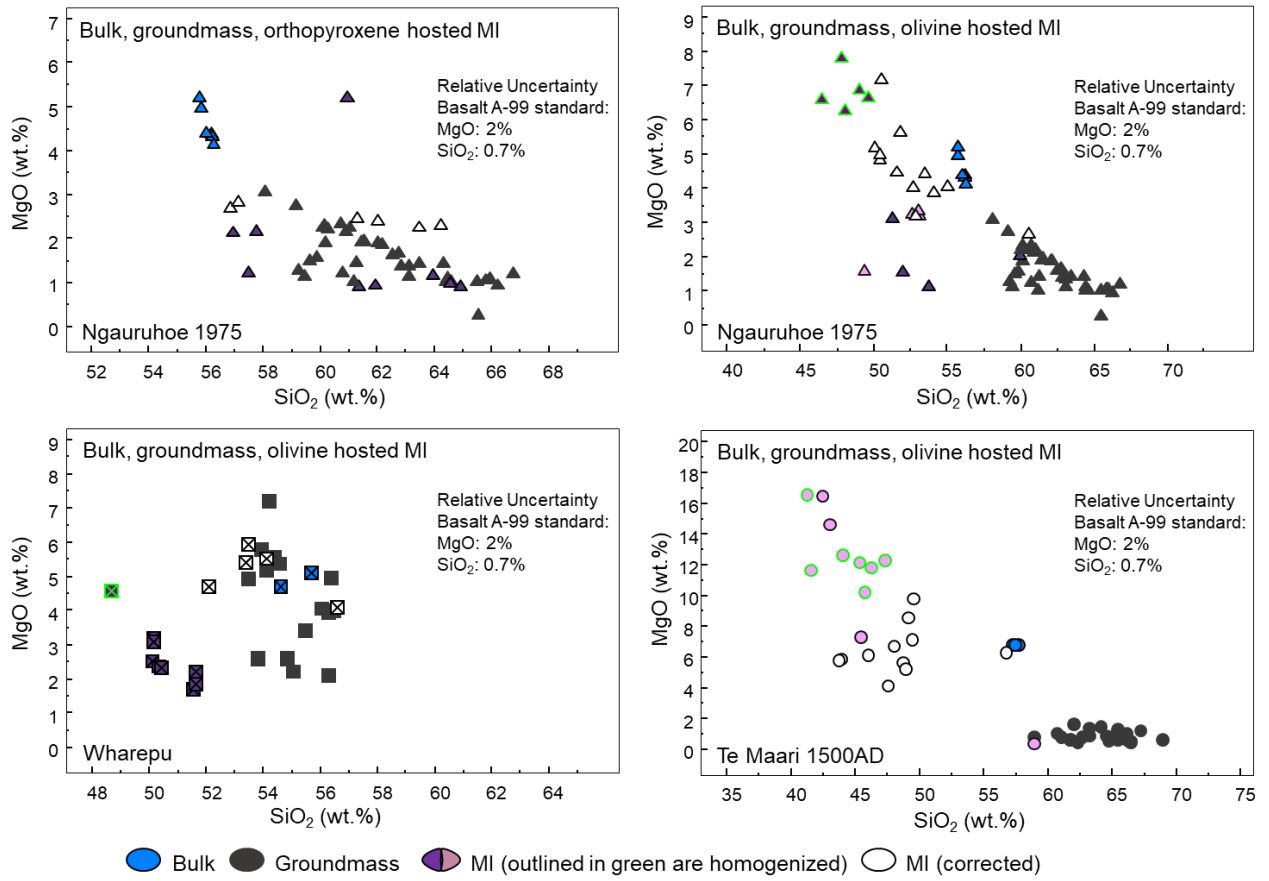 Bulk, groundmass, orthopyroxene hosted MI
Relative Uncertainty
Basalt A-99 standard:
MgO: 2%
SiO₂: 0.7%
7
6
5
4
3
2
1
0
MgO (wt.%)
Ngauruhoe 1975
52 54 56 58 60 62 64 66 68
SiO₂ (wt.%)
Bulk, groundmass, olivine hosted MI
Relative Uncertainty
Basalt A-99 standard:
MgO: 2%
SiO₂: 0.7%
9
8
7
6
5
4
3
2
1
0
MgO (wt.%)
Ngauruhoe 1975
40 45 50 55 60 65 70
SiO₂ (wt.%)
Bulk, groundmass, olivine hosted MI
Relative Uncertainty
Basalt A-99 standard:
MgO: 2%
SiO₂: 0.7%
9
8
7
6
5
4
3
2
1
0
MgO (wt.%)
Wharepu
48 50 52 54 56 58 60 62 64
SiO₂ (wt.%)
Bulk, groundmass, olivine hosted MI
Relative Uncertainty
Basalt A-99 standard:
MgO: 2%
SiO₂: 0.7%
20
18
16
14
12
10
8
6
4
2
0
MgO (wt.%)
Te Maari 1500AD
35 40 45 50 55 60 65 70 75
SiO₂ (wt.%)
Bulk Groundmass MI (outlined in green are homogenized) MI (corrected)